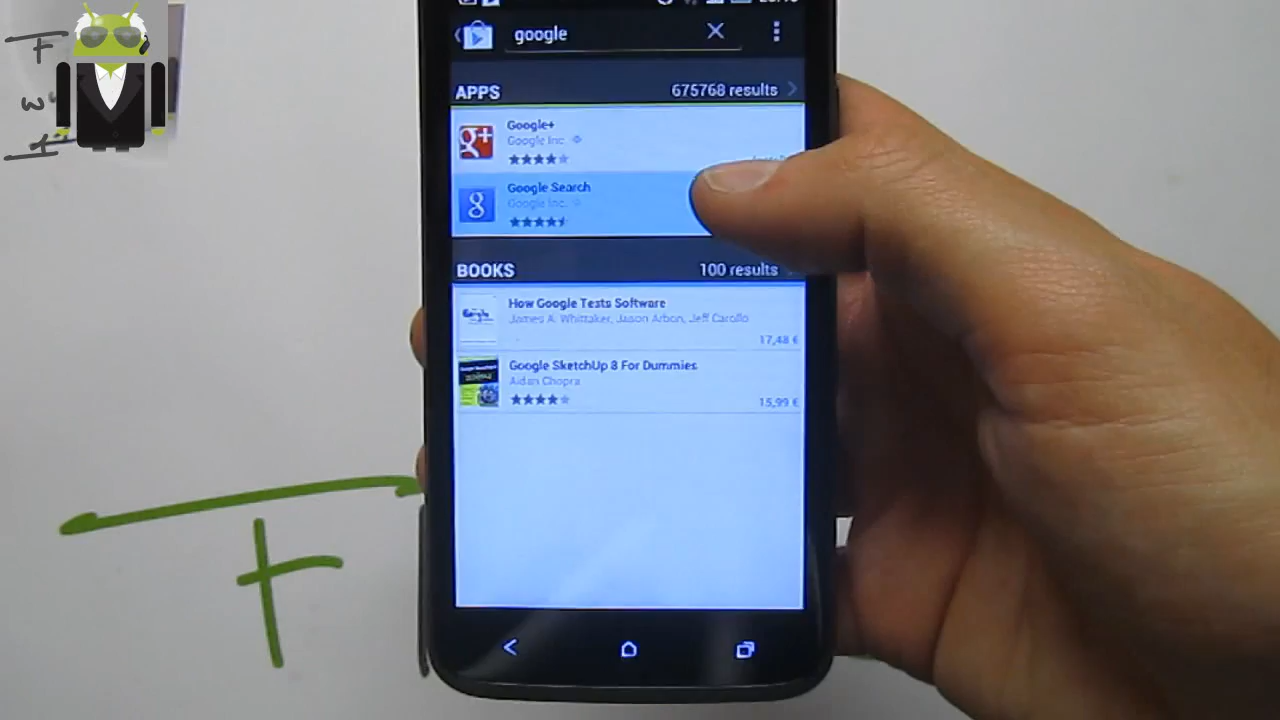 google
APPS 675768 results
Google+
Google Inc.
Google Search
Google Inc.
BOOKS 100 results
How Google Tests Software
James A. Whittaker, Jason Arbon, Jeff Carollo
17,48 €
Google SketchUp 8 For Dummies
Aidan Chopra
15,99 €
F